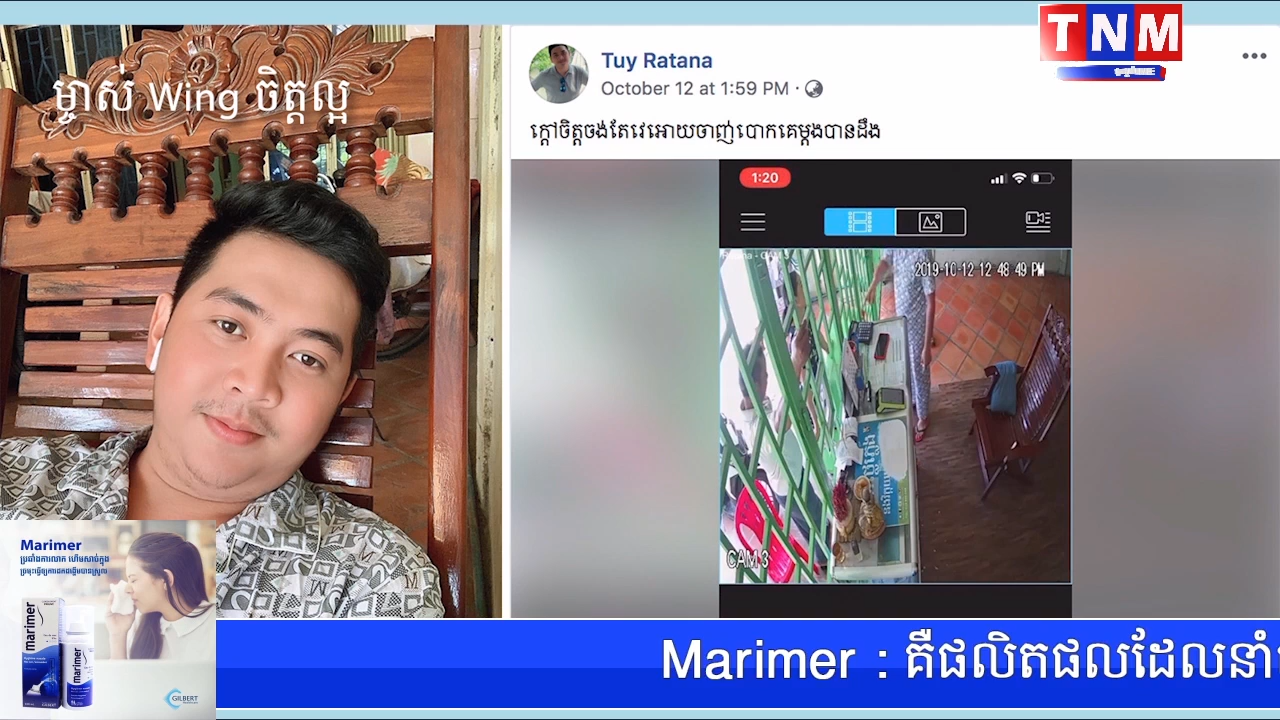 ម្ចាស់ Wing ចិត្តល្អ
Tuy Ratana
October 12 at 1:59 PM
ក្ដៅចិត្តចង់តែវេអោយចាញ់បោកគេម្ដងបានដឹង
TNM
1:20
2019-10-12 12 48 49 PM
CAM 3
Marimer
marimer
marimer
GILBERT
Marimer : គឺផលិតផលដែលនាំ